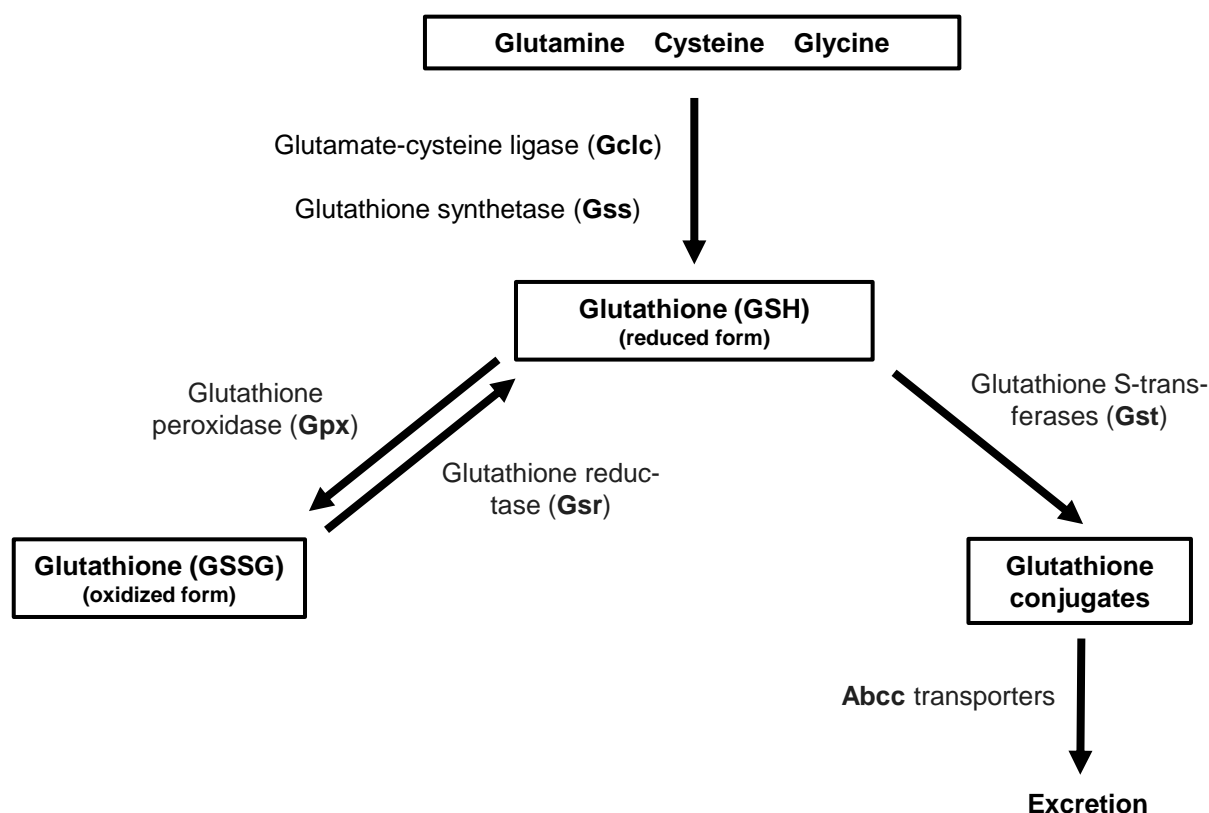 Glutamine Cysteine Glycine
Glutamate-cysteine ligase (Gclc)
Glutathione synthetase (Gss)
Glutathione (GSH)
(reduced form)
Glutathione
peroxidase (Gpx)
Glutathione reduc-
tase (Gsr)
Glutathione S-trans-
ferases (Gst)
Glutathione (GSSG)
(oxidized form)
Glutathione
conjugates
Abcc transporters
Excretion